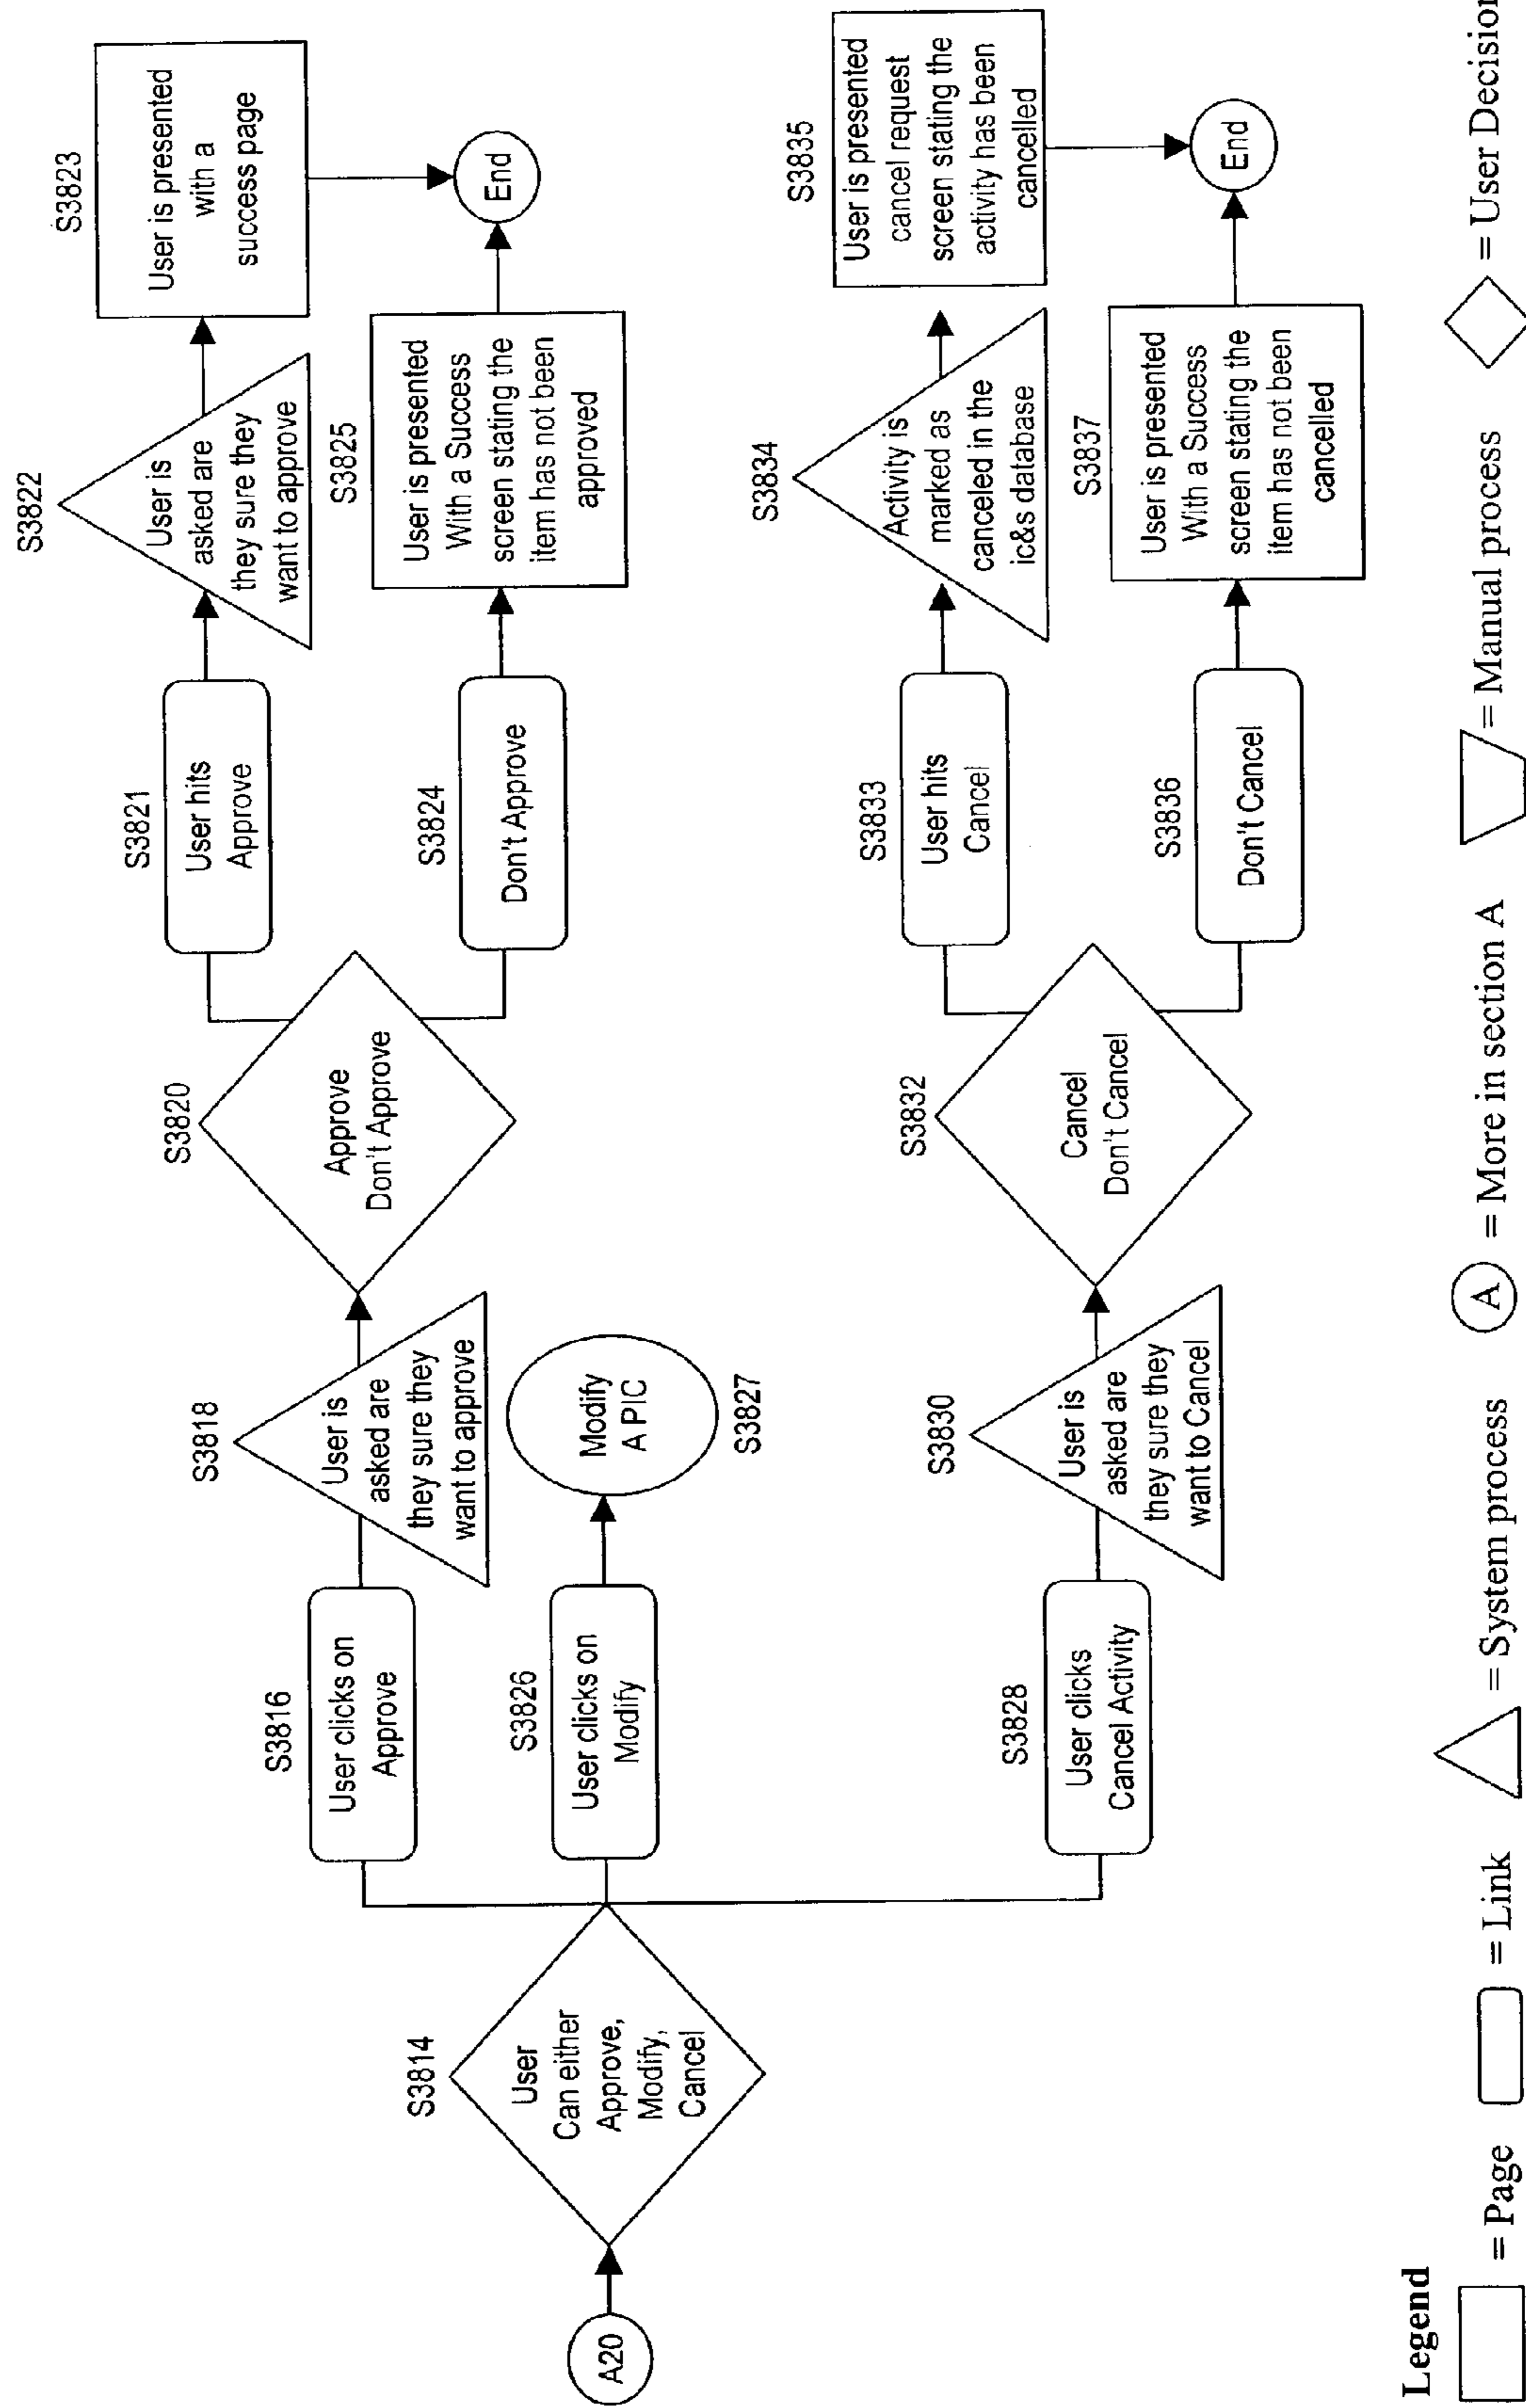 A20
S3814
User
Can either
Approve,
Modify,
Cancel
S3816
User clicks on
Approve
S3818
User is
asked are
they sure they
want to approve
S3820
Approve
Don't Approve
S3821
User hits
Approve
S3822
User is
asked are
they sure they
want to approve
S3823
User is presented
with a
success page
S3824
Don't Approve
S3825
User is presented
With a Success
screen stating the
item has not been
approved
End
S3826
User clicks on
Modify
Modify
A PIC
S3827
S3828
User clicks
Cancel Activity
S3830
User is
asked are
they sure they
want to Cancel
S3832
Cancel
Don't Cancel
S3833
User hits
Cancel
S3834
Activity is
marked as
canceled in the
ic&s database
S3835
User is presented
cancel request
screen stating the
activity has been
cancelled
S3836
Don't Cancel
S3837
User is presented
With a Success
screen stating the
item has not been
cancelled
End
Legend
= Page
= Link
= System process
A = More in section A
= Manual process
= User Decision